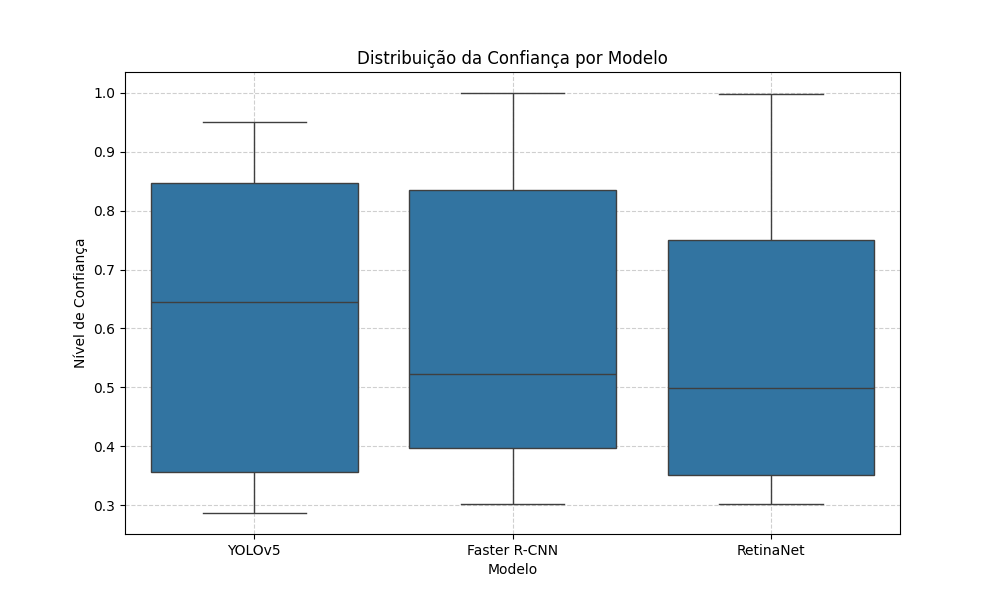 Distribuição da Confiança por Modelo
Nível de Confiança
1.0
0.9
0.8
0.7
0.6
0.5
0.4
0.3
YOLOv5 Faster R-CNN RetinaNet
Modelo